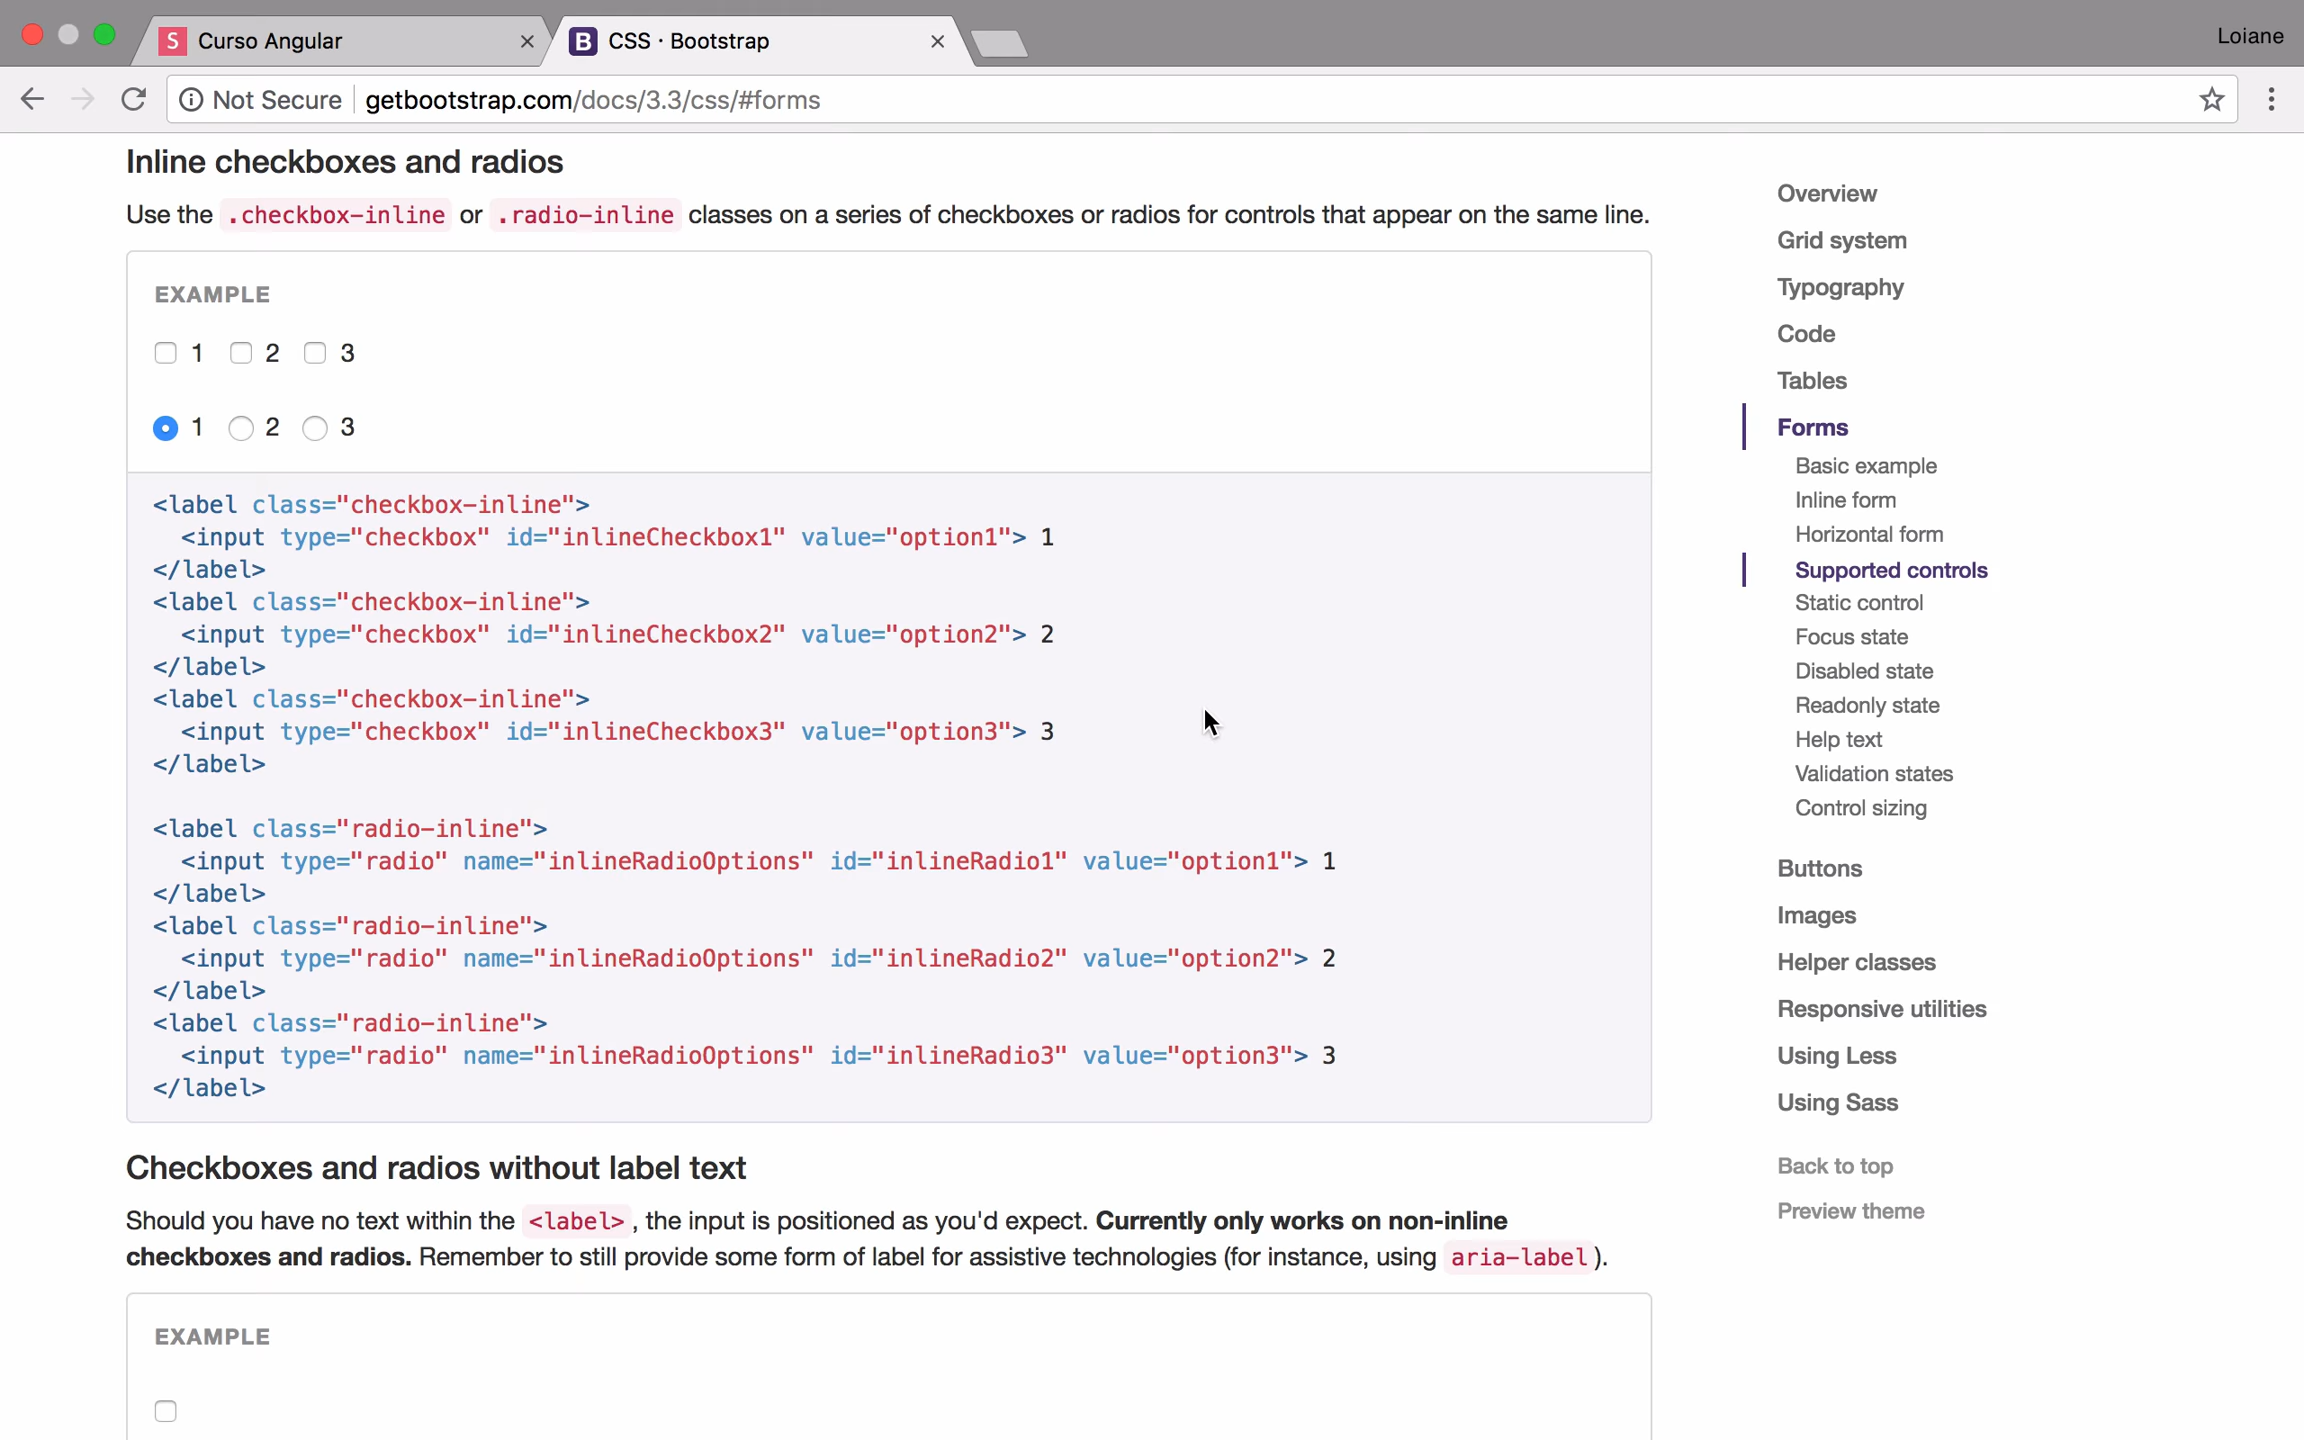 S Curso Angular
B CSS · Bootstrap
Loiane
Not Secure getbootstrap.com/docs/3.3/css/#forms
Inline checkboxes and radios
Use the .checkbox-inline or .radio-inline classes on a series of checkboxes or radios for controls that appear on the same line.
EXAMPLE
1 2 3
1 2 3
<label class="checkbox-inline">
  <input type="checkbox" id="inlineCheckbox1" value="option1"> 1
</label>
<label class="checkbox-inline">
  <input type="checkbox" id="inlineCheckbox2" value="option2"> 2
</label>
<label class="checkbox-inline">
  <input type="checkbox" id="inlineCheckbox3" value="option3"> 3
</label>
<label class="radio-inline">
  <input type="radio" name="inlineRadioOptions" id="inlineRadio1" value="option1"> 1
</label>
<label class="radio-inline">
  <input type="radio" name="inlineRadioOptions" id="inlineRadio2" value="option2"> 2
</label>
<label class="radio-inline">
  <input type="radio" name="inlineRadioOptions" id="inlineRadio3" value="option3"> 3
</label>
Checkboxes and radios without label text
Should you have no text within the <label>, the input is positioned as you'd expect. Currently only works on non-inline
checkboxes and radios. Remember to still provide some form of label for assistive technologies (for instance, using aria-label).
EXAMPLE
Overview
Grid system
Typography
Code
Tables
Forms
Basic example
Inline form
Horizontal form
Supported controls
Static control
Focus state
Disabled state
Readonly state
Help text
Validation states
Control sizing
Buttons
Images
Helper classes
Responsive utilities
Using Less
Using Sass
Back to top
Preview theme